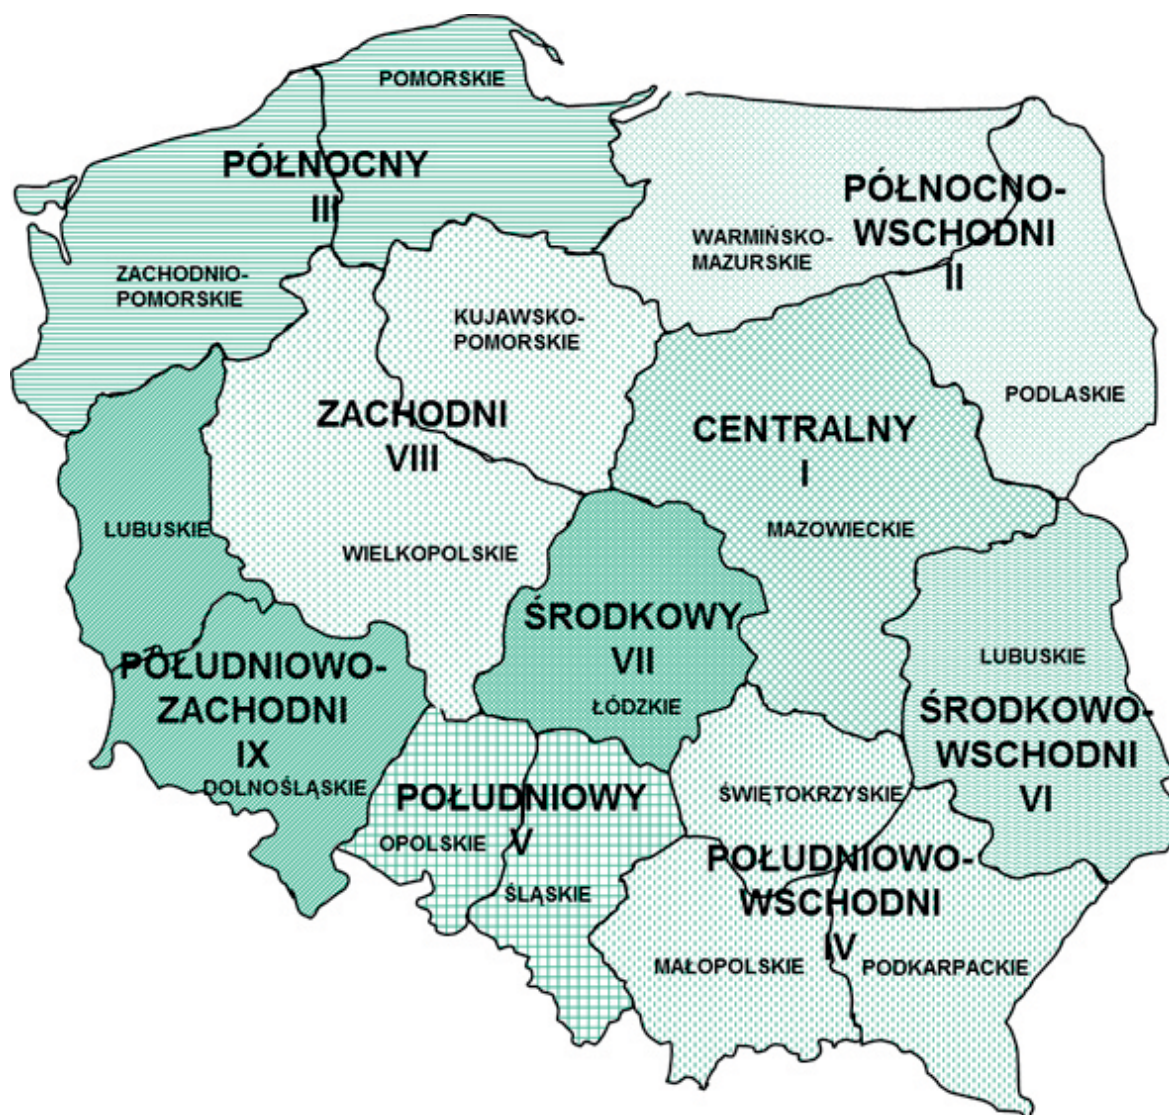 POMORSKIE
PÓŁNOCNY
III
ZACHODNIO-
POMORSKIE
PÓŁNOCNO-
WSCHODNI
II
WARMIŃSKO-
MAZURSKIE
KUJAWSKO-
POMORSKIE
PODLASKIE
ZACHODNI
VIII
CENTRALNY
I
MAZOWIECKIE
LUBUSKIE
WIELKOPOLSKIE
ŚRODKOWY
VII
ŁÓDZKIE
LUBUSKIE
ŚRODKOWO-
WSCHODNI
VI
POŁUDNIOWO-
ZACHODNI
IX
DOLNOŚLĄSKIE
POŁUDNIOWY
V
OPOLSKIE
ŚLĄSKIE
ŚWIĘTOKRZYSKIE
POŁUDNIOWO-
WSCHODNI
IV
MAŁOPOLSKIE
PODKARPACKIE